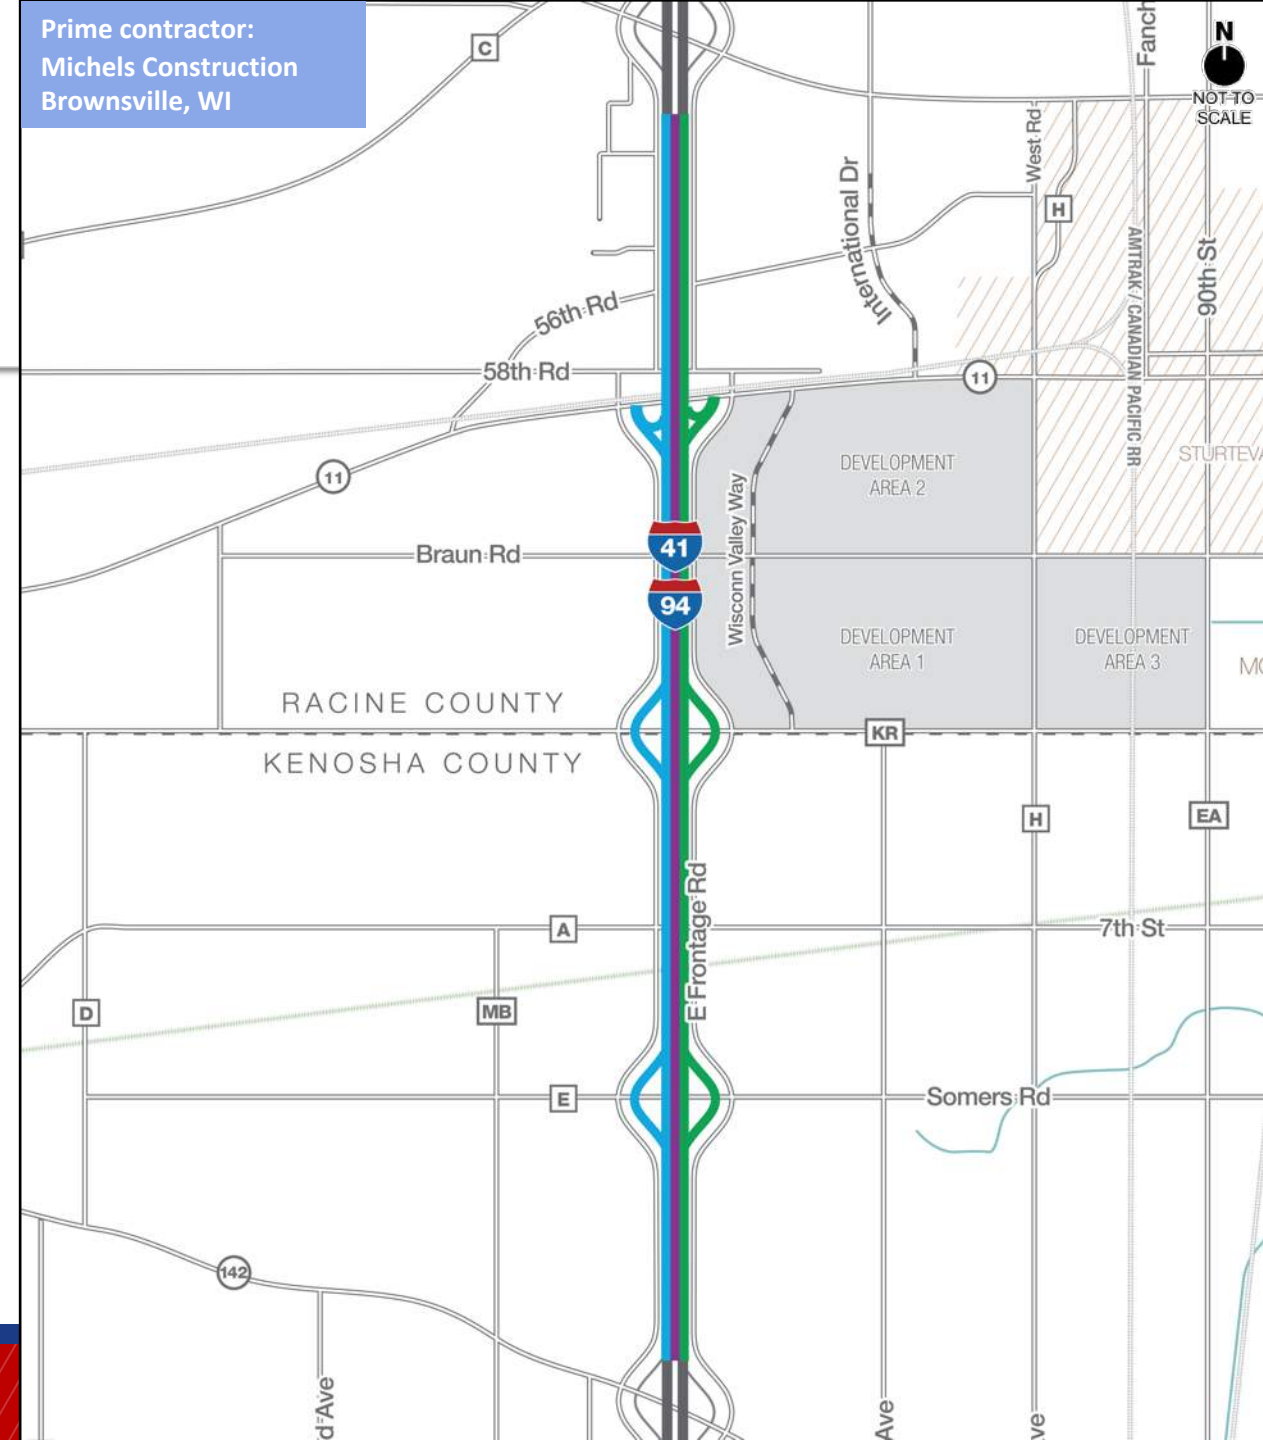 Prime contractor:
Michels Construction
Brownsville, WI
C
Fanch
N
NOT TO
SCALE
West Rd
International Dr
H
AMTRAK / CANADIAN PACIFIC RR
90th St
56th Rd
58th Rd
11
11
DEVELOPMENT
AREA 2
STURTEVA
Wisconn Valley Way
41
Braun Rd
94
DEVELOPMENT
AREA 1
DEVELOPMENT
AREA 3
MO
RACINE COUNTY
KR
KENOSHA COUNTY
H
EA
E Frontage Rd
A
7th St
D
MB
E
Somers Rd
142
d Ave
Ave
ve